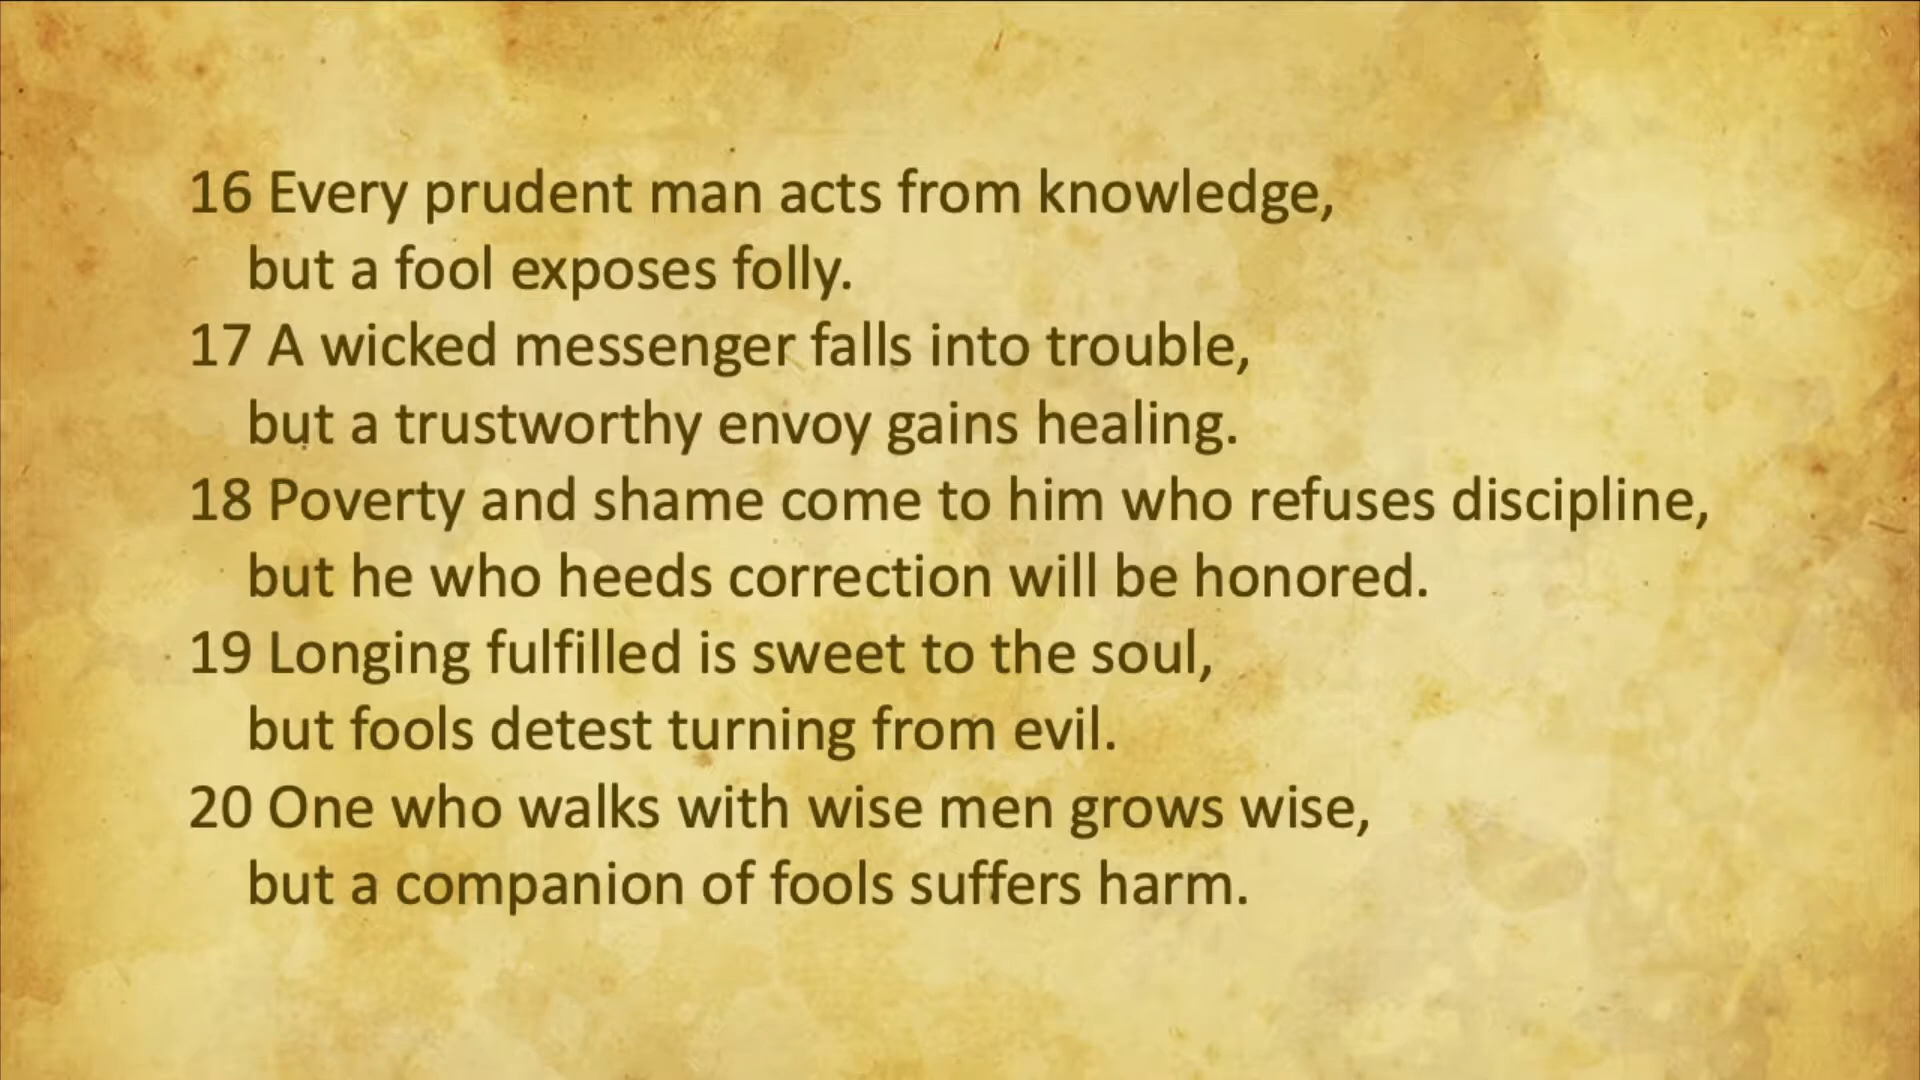 16 Every prudent man acts from knowledge,
but a fool exposes folly.
17 A wicked messenger falls into trouble,
but a trustworthy envoy gains healing.
18 Poverty and shame come to him who refuses discipline,
but he who heeds correction will be honored.
19 Longing fulfilled is sweet to the soul,
but fools detest turning from evil.
20 One who walks with wise men grows wise,
but a companion of fools suffers harm.